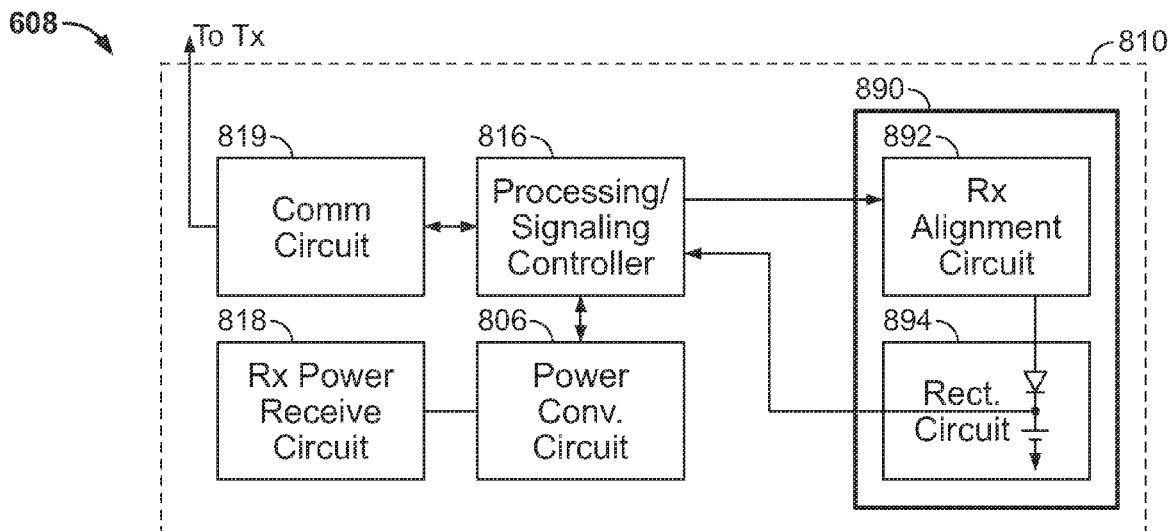 608
To Tx
810
890
819
816
892
Comm
Circuit
Processing/
Signaling
Controller
Rx
Alignment
Circuit
818
806
894
Rx Power
Receive
Circuit
Power
Conv.
Circuit
Rect.
Circuit